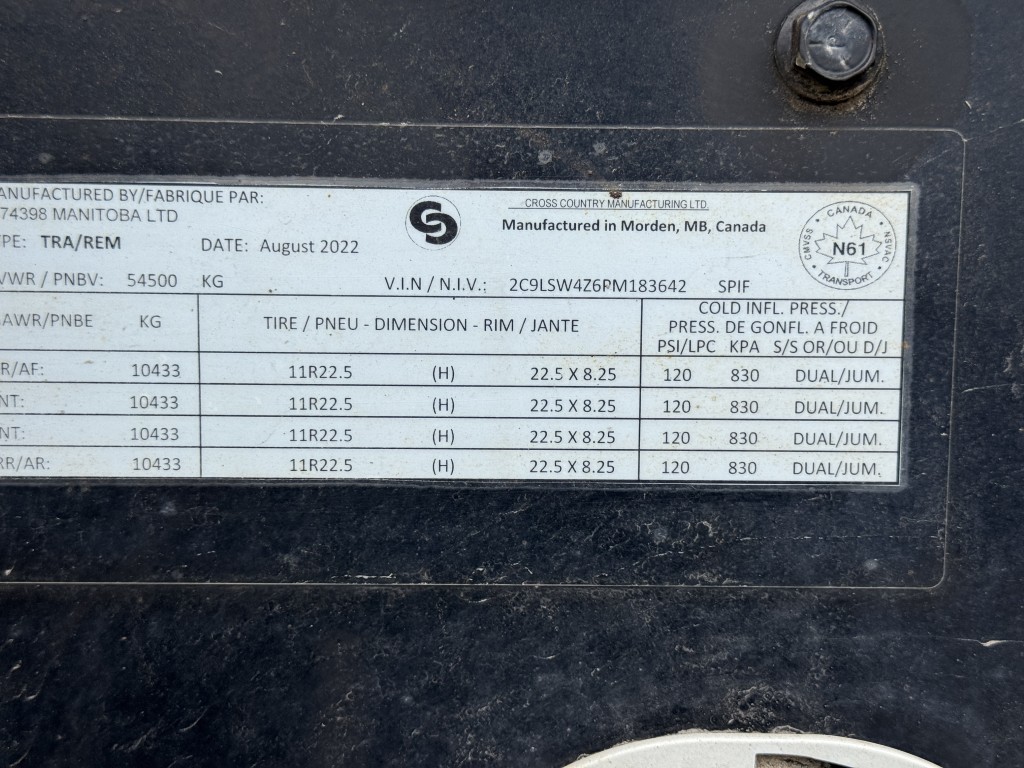 ANUFACTURED BY/FABRIQUE PAR:
74398 MANITOBA LTD
YPE: TRA/REM DATE: August 2022
CROSS COUNTRY MANUFACTURING LTD.
Manufactured in Morden, MB, Canada
CANADA
CMVSS N61 NSVAC
TRANSPORT
VWR / PNBV: 54500 KG V.I.N / N.I.V.: 2C9LSW4Z6PM183642 SPIF
AWR/PNBE KG TIRE / PNEU - DIMENSION - RIM / JANTE
COLD INFL. PRESS./
PRESS. DE GONFL. A FROID
PSI/LPC KPA S/S OR/OU D/J
R/AF: 10433 11R22.5 (H) 22.5 X 8.25 120 830 DUAL/JUM.
NT: 10433 11R22.5 (H) 22.5 X 8.25 120 830 DUAL/JUM.
NT: 10433 11R22.5 (H) 22.5 X 8.25 120 830 DUAL/JUM.
RR/AR: 10433 11R22.5 (H) 22.5 X 8.25 120 830 DUAL/JUM.